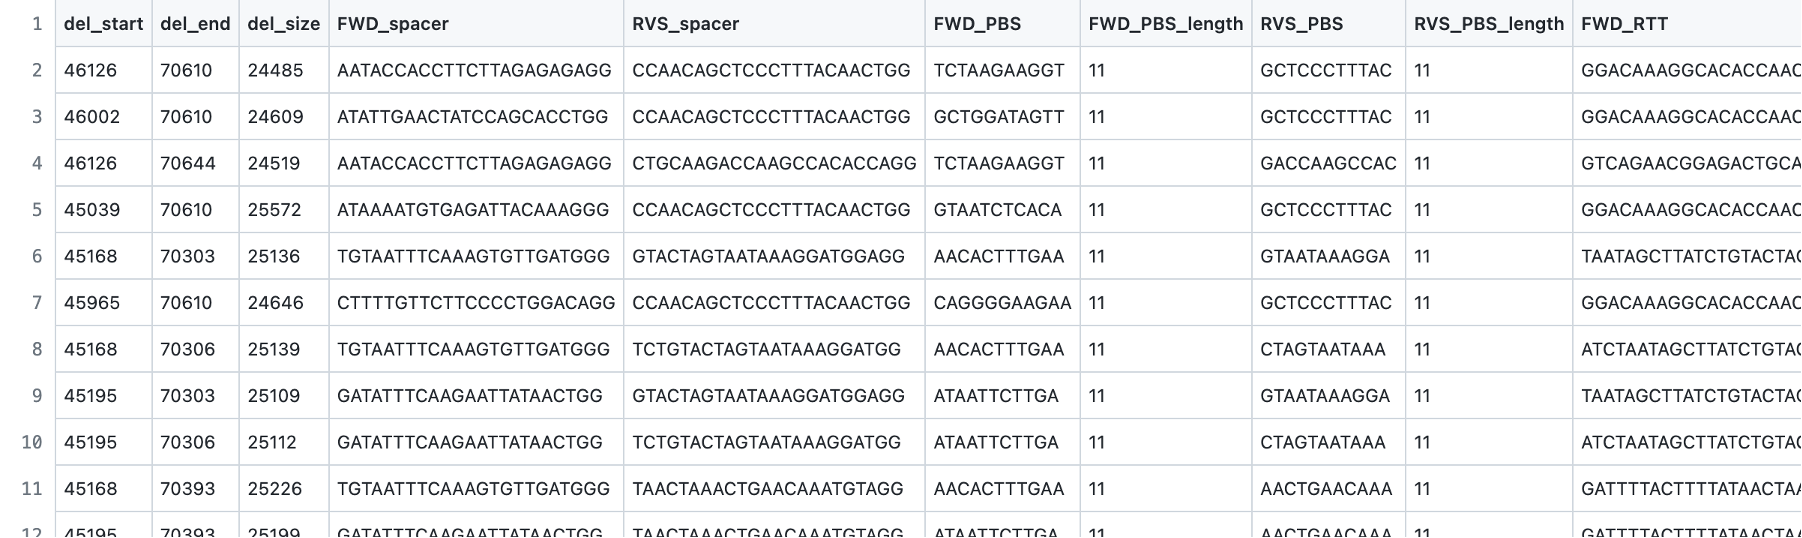 1 del_start del_end del_size FWD_spacer RVS_spacer FWD_PBS FWD_PBS_length RVS_PBS RVS_PBS_length FWD_RTT
2 46126 70610 24485 AATACCACCTTCTTAGAGAGAGG CCAACAGCTCCCTTTACAACTGG TCTAAGAAGGT 11 GCTCCCTTTAC 11 GGACAAAGGCACACCAAC
3 46002 70610 24609 ATATTGAACTATCCAGCACCTGG CCAACAGCTCCCTTTACAACTGG GCTGGATAGTT 11 GCTCCCTTTAC 11 GGACAAAGGCACACCAAC
4 46126 70644 24519 AATACCACCTTCTTAGAGAGAGG CTGCAAGACCAAGCCACACCAGG TCTAAGAAGGT 11 GACCAAGCCAC 11 GTCAGAACGGAGACTGCA
5 45039 70610 25572 ATAAAATGTGAGATTACAAAGGG CCAACAGCTCCCTTTACAACTGG GTAATCTCACA 11 GCTCCCTTTAC 11 GGACAAAGGCACACCAAC
6 45168 70303 25136 TGTAATTTCAAAGTGTTGATGGG GTACTAGTAATAAAGGATGGAGG AACACTTTGAA 11 GTAATAAAGGA 11 TAATAGCTTATCTGTACTAG
7 45965 70610 24646 CTTTTGTTCTTCCCCTGGACAGG CCAACAGCTCCCTTTACAACTGG CAGGGGAAGAA 11 GCTCCCTTTAC 11 GGACAAAGGCACACCAAC
8 45168 70306 25139 TGTAATTTCAAAGTGTTGATGGG TCTGTACTAGTAATAAAGGATGG AACACTTTGAA 11 CTAGTAATAAA 11 ATCTAATAGCTTATCTGTAC
9 45195 70303 25109 GATATTTCAAGAATTATAACTGG GTACTAGTAATAAAGGATGGAGG ATAATTCTTGA 11 GTAATAAAGGA 11 TAATAGCTTATCTGTACTAG
10 45195 70306 25112 GATATTTCAAGAATTATAACTGG TCTGTACTAGTAATAAAGGATGG ATAATTCTTGA 11 CTAGTAATAAA 11 ATCTAATAGCTTATCTGTAC
11 45168 70393 25226 TGTAATTTCAAAGTGTTGATGGG TAACTAAACTGAACAAATGTAGG AACACTTTGAA 11 AACTGAACAAA 11 GATTTTACTTTTATAACTAA
12 45195 70393 25199 GATATTTCAAGAATTATAACTGG TAACTAAACTGAACAAATGTAGG ATAATTCTTGA 11 AACTGAACAAA 11 GATTTTACTTTTATAACTAA